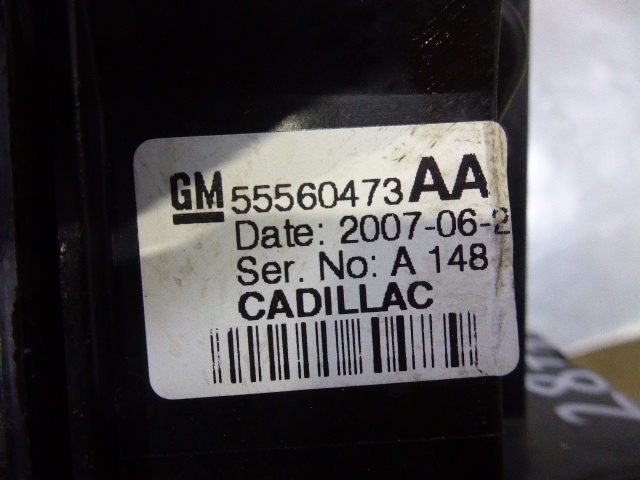 GM 55560473 AA
Date: 2007-06-2
Ser. No: A 148
CADILLAC